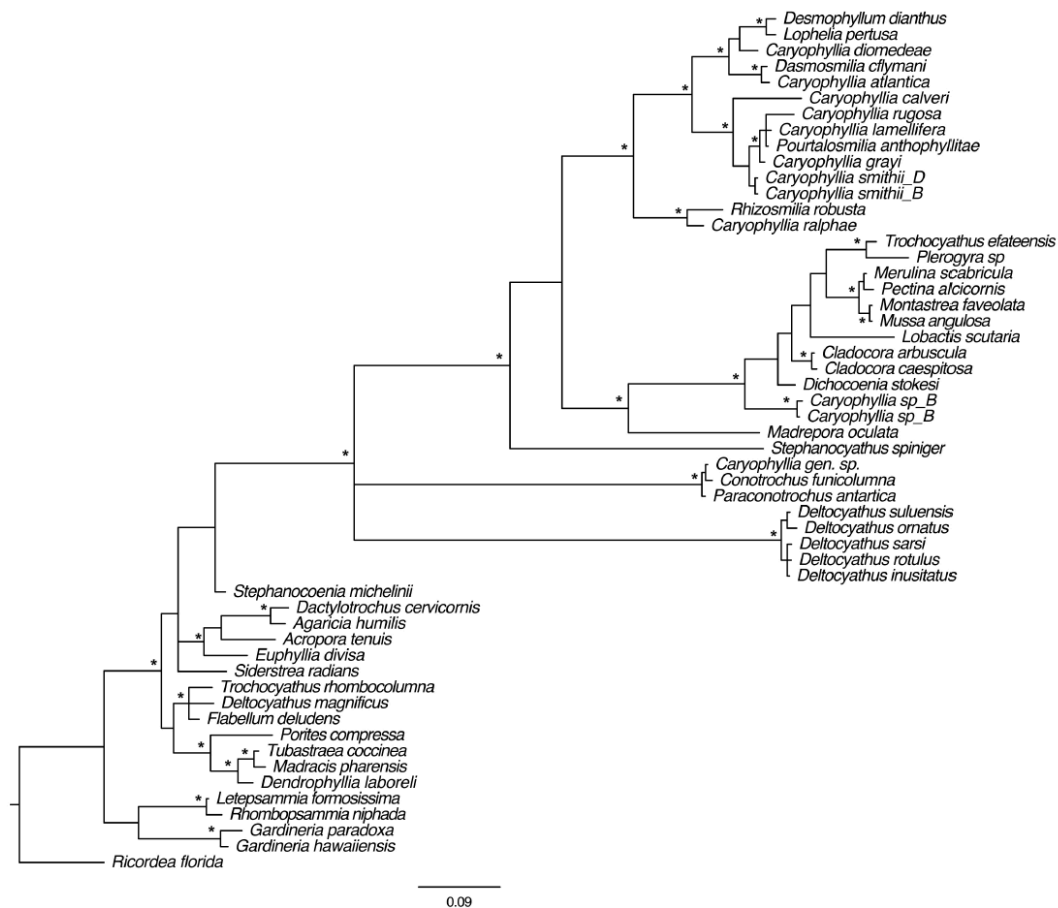 Desmophyllum dianthus
Lophelia pertusa
Caryophyllia diomedeae
Dasmosmilia cflymani
Caryophyllia atlantica
Caryophyllia calveri
Caryophyllia rugosa
Caryophyllia lamellifera
Pourtalosmilia anthophyllitae
Caryophyllia grayi
Caryophyllia smithii_D
Caryophyllia smithii_B
Rhizosmilia robusta
Caryophyllia ralphae
Trochocyathus efateensis
Plerogyra sp
Merulina scabricula
Pectina alcicornis
Montastrea faveolata
Mussa angulosa
Lobactis scutaria
Cladocora arbuscula
Cladocora caespitosa
Dichocoenia stokesi
Caryophyllia sp_B
Caryophyllia sp_B
Madrepora oculata
Stephanocyathus spiniger
Caryophyllia gen. sp.
Conotrochus funicolumna
Paraconotrochus antartica
Deltocyathus suluensis
Deltocyathus ornatus
Deltocyathus sarsi
Deltocyathus rotulus
Deltocyathus inusitatus
Stephanocoenia michelinii
Dactylotrochus cervicornis
Agaricia humilis
Acropora tenuis
Euphyllia divisa
Siderstrea radians
Trochocyathus rhombocolumna
Deltocyathus magnificus
Flabellum deludens
Porites compressa
Tubastraea coccinea
Madracis pharensis
Dendrophyllia laboreli
Letepsammia formosissima
Rhombopsammia niphada
Gardineria paradoxa
Gardineria hawaiiensis
Ricordea florida
0.09